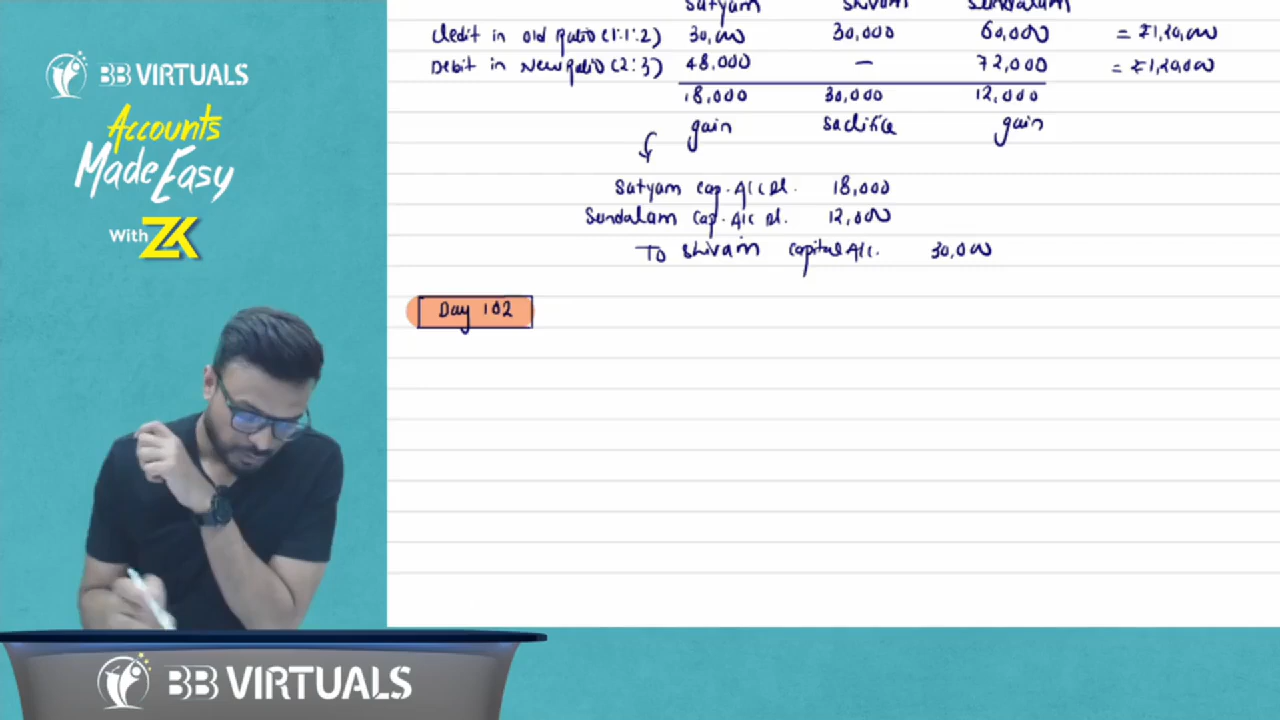 BB VIRTUALS
Accounts
Made Easy
With ZK
Satyam Shivam Sundaram
Credit in old Ratio (1:1:2) 30,000 30,000 60,000 = ₹1,20,000
Debit in New Ratio (2:3) 48,000 — 72,000 = ₹1,20,000
18,000 30,000 12,000
gain sacrifice gain
Satyam Cap. A/c Dr. 18,000
Sundaram Cap. A/c Dr. 12,000
To Shivam Capital A/c. 30,000
Day 102
BB VIRTUALS